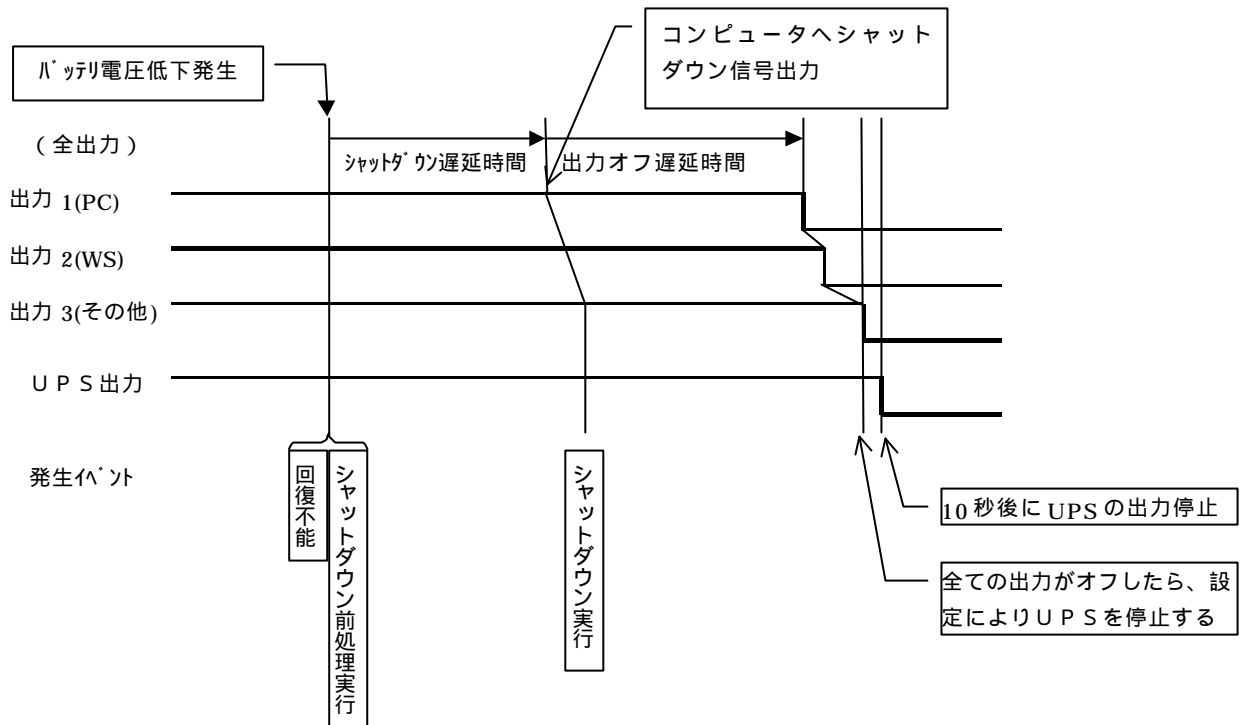 コンピュータへシャット
ダウン信号出力
ﾊﾞｯﾃﾘ電圧低下発生
(全出力)
ｼｬｯﾄﾀﾞｳﾝ遅延時間
出力オフ遅延時間
出力 1(PC)
出力 2(WS)
出力 3(その他)
ＵＰＳ出力
発生ｲﾍﾞﾝﾄ
回復不能
シャットダウン前処理実行
シャットダウン実行
10 秒後に UPS の出力停止
全ての出力がオフしたら、設
定によりＵＰＳを停止する